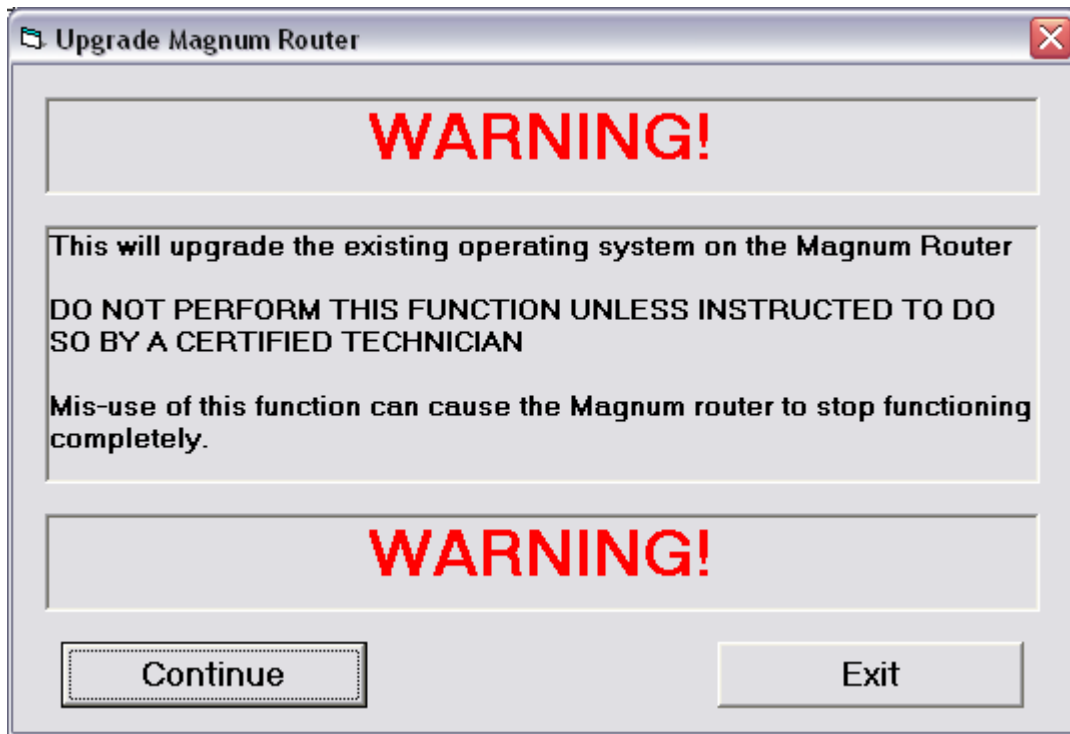 Upgrade Magnum Router
WARNING!
This will upgrade the existing operating system on the Magnum Router
DO NOT PERFORM THIS FUNCTION UNLESS INSTRUCTED TO DO
SO BY A CERTIFIED TECHNICIAN
Mis-use of this function can cause the Magnum router to stop functioning
completely.
WARNING!
Continue
Exit